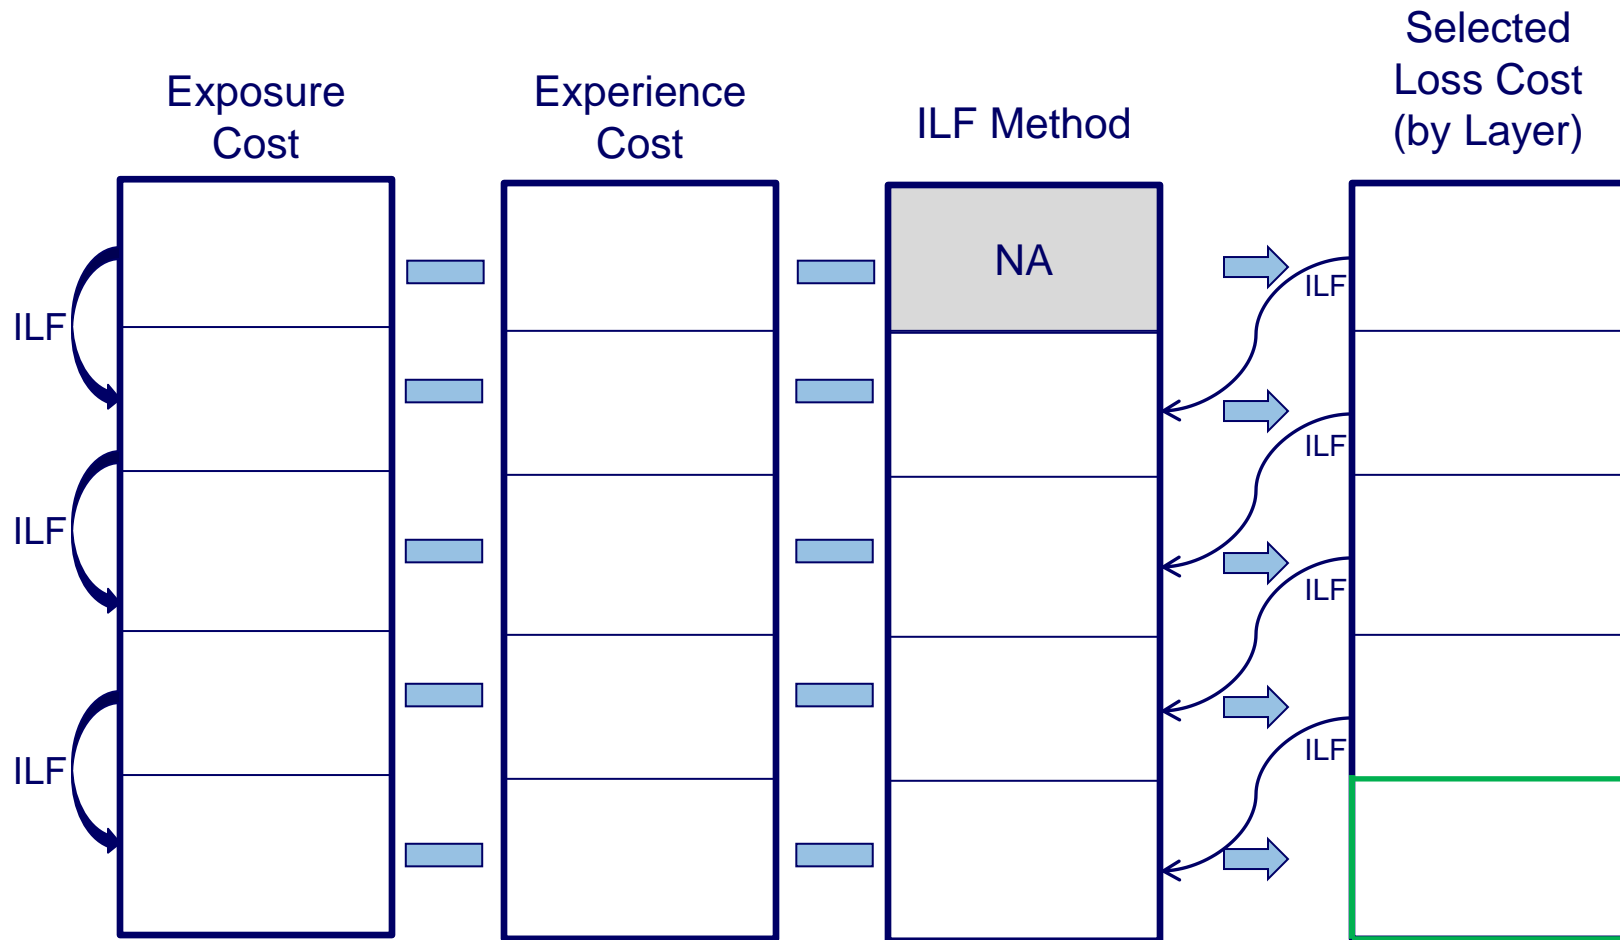 Exposure
Cost
Experience
Cost
ILF Method
Selected
Loss Cost
(by Layer)
NA
ILF
ILF
ILF
ILF
ILF
ILF
ILF